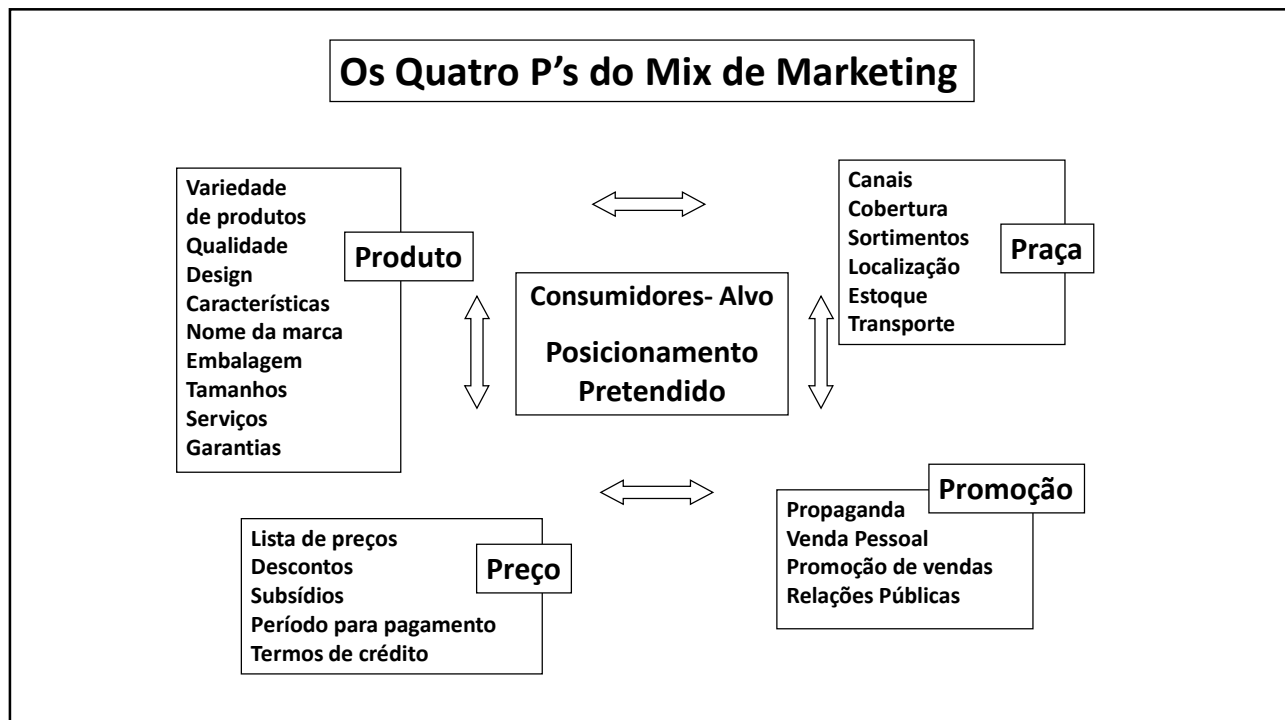 Os Quatro P’s do Mix de Marketing
Variedade
de produtos
Qualidade
Design
Características
Nome da marca
Embalagem
Tamanhos
Serviços
Garantias
Produto
Canais
Cobertura
Sortimentos
Localização
Estoque
Transporte
Praça
Consumidores- Alvo
Posicionamento
Pretendido
Lista de preços
Descontos
Subsídios
Período para pagamento
Termos de crédito
Preço
Promoção
Propaganda
Venda Pessoal
Promoção de vendas
Relações Públicas